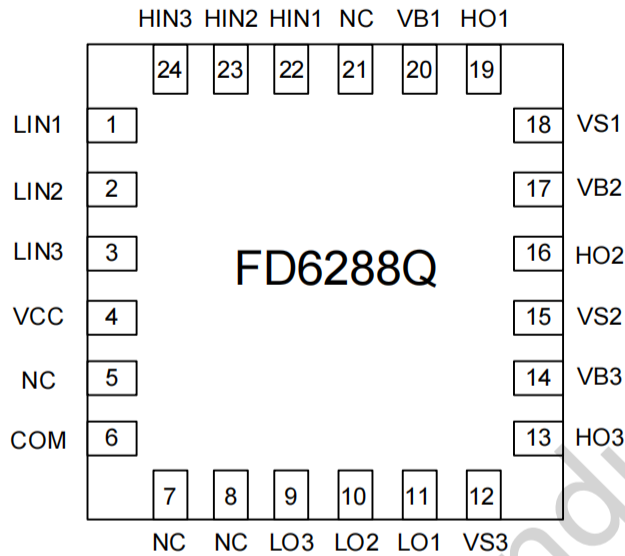 HIN3 HIN2 HIN1 NC VB1 HO1
24 23 22 21 20 19
LIN1 1 18 VS1
LIN2 2 17 VB2
LIN3 3 16 HO2
FD6288Q
VCC 4 15 VS2
NC 5 14 VB3
COM 6 13 HO3
7 8 9 10 11 12
NC NC LO3 LO2 LO1 VS3